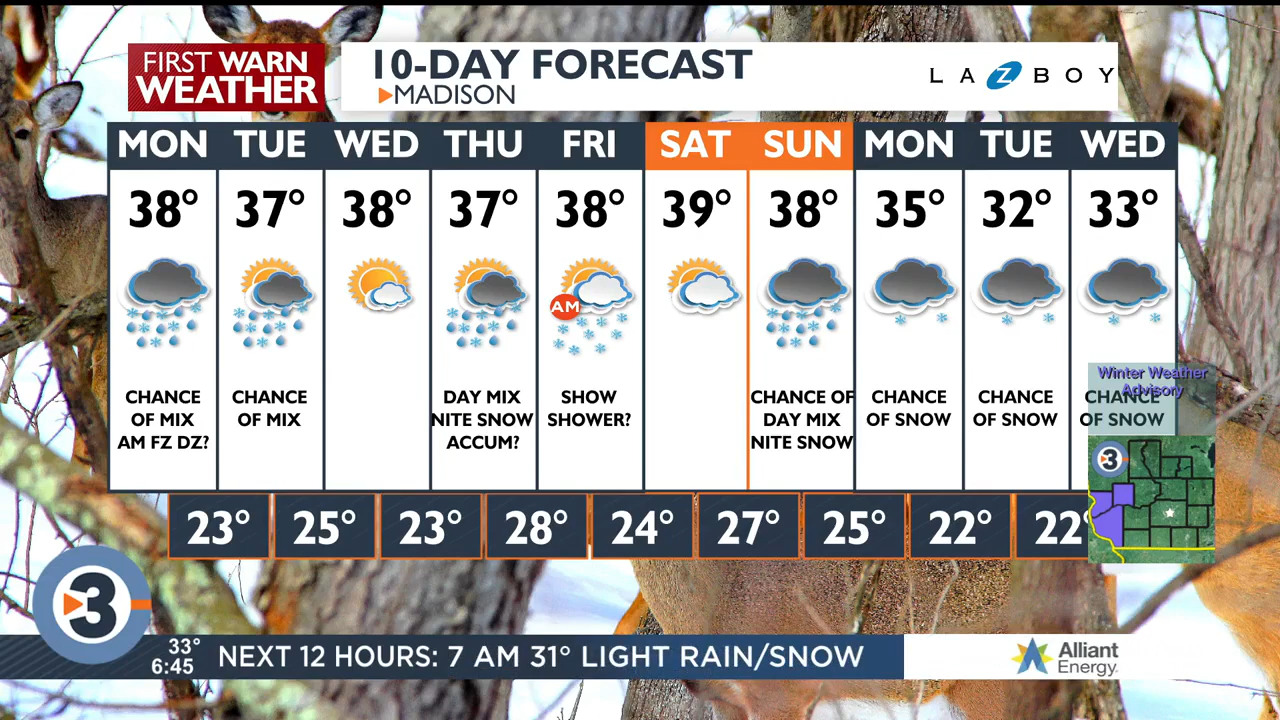 FIRST WARN
WEATHER
10-DAY FORECAST
MADISON
LA Z BOY
MON TUE WED THU FRI SAT SUN MON TUE WED
38° 37° 38° 37° 38° 39° 38° 35° 32° 33°
AM
CHANCE
OF MIX
AM FZ DZ?
CHANCE
OF MIX
DAY MIX
NITE SNOW
ACCUM?
SHOW
SHOWER?
CHANCE OF
DAY MIX
NITE SNOW
CHANCE
OF SNOW
CHANCE
OF SNOW
CHANCE
OF SNOW
Winter Weather
Advisory
3
23° 25° 23° 28° 24° 27° 25° 22° 22°
3
33°
6:45
NEXT 12 HOURS: 7 AM 31° LIGHT RAIN/SNOW
Alliant
Energy.